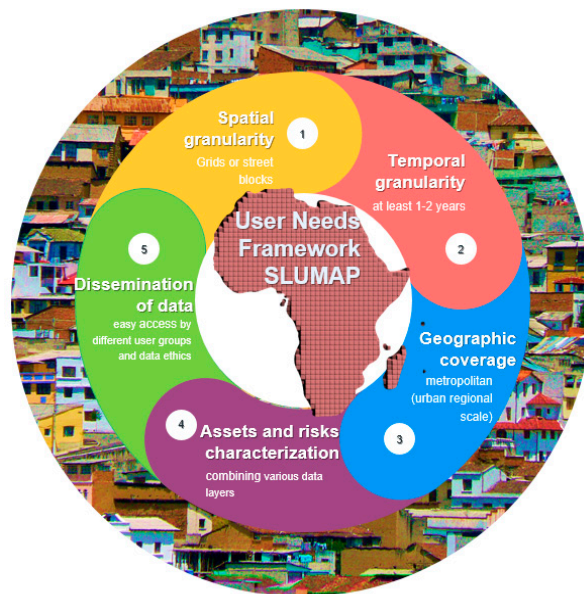 User Needs
Framework
SLUMAP
1
Spatial
granularity
Grids or street
blocks
Temporal
granularity
at least 1-2 years
2
Geographic
coverage
metropolitan
(urban regional
scale)
3
4
Assets and risks
characterization
combining various data
layers
5
Dissemination
of data
easy access by
different user groups
and data ethics